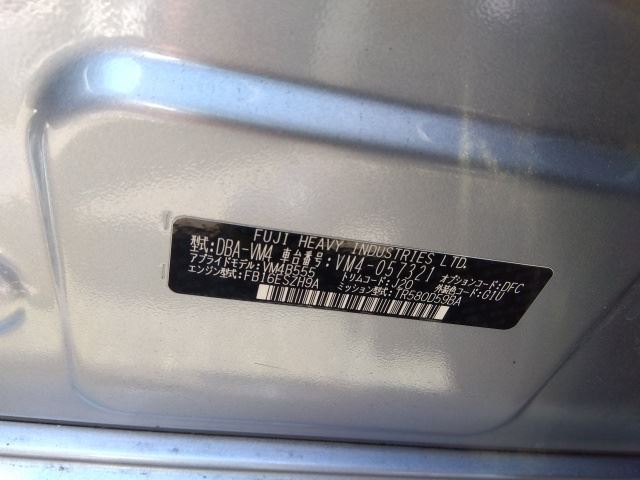 FUJI HEAVY INDUSTRIES LTD.
型式:DBA-VM4 車台番号:VM4-057321
アプライドモデル:VM4B555 トリムコード:J20 オプションコード:DFC
エンジン型式:FB16ESZH9A ミッション型式:TR580D59BA 外装色コード:G1U